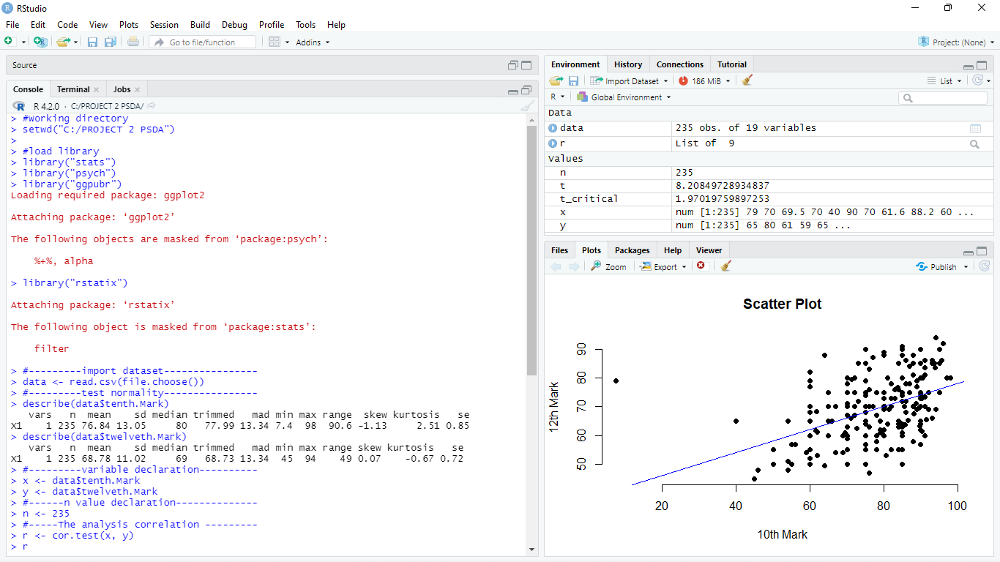 RStudio
File Edit Code View Plots Session Build Debug Profile Tools Help
Go to file/function Addins Project: (None)
Source
Console Terminal Jobs
R 4.2.0 · C:/PROJECT 2 PSDA/
> #working directory
> setwd("C:/PROJECT 2 PSDA")
>
> #load library
> library("stats")
> library("psych")
> library("ggpubr")
Loading required package: ggplot2
Attaching package: ‘ggplot2’
The following objects are masked from ‘package:psych’:
%+%, alpha
> library("rstatix")
Attaching package: ‘rstatix’
The following object is masked from ‘package:stats’:
filter
> #---------import dataset----------------
> data <- read.csv(file.choose())
> #---------test normality----------------
> describe(data$tenth.Mark)
vars n mean sd median trimmed mad min max range skew kurtosis se
X1 1 235 76.84 13.05 80 77.99 13.34 7.4 98 90.6 -1.13 2.51 0.85
> describe(data$twelveth.Mark)
vars n mean sd median trimmed mad min max range skew kurtosis se
X1 1 235 68.78 11.02 69 68.73 13.34 45 94 49 0.07 -0.67 0.72
> #---------variable declaration----------
> x <- data$tenth.Mark
> y <- data$twelveth.Mark
> #------n value declaration--------------
> n <- 235
> #-----The analysis correlation ---------
> r <- cor.test(x, y)
> r
Environment History Connections Tutorial
Import Dataset 186 MiB List
R Global Environment
Data
data 235 obs. of 19 variables
r List of 9
Values
n 235
t 8.20849728934837
t_critical 1.97019759897253
x num [1:235] 79 70 69.5 70 40 90 70 61.6 88.2 60 ...
y num [1:235] 65 80 61 59 65 ...
Files Plots Packages Help Viewer
Zoom Export Publish
Scatter Plot
12th Mark
90
80
70
60
50
20 40 60 80 100
10th Mark